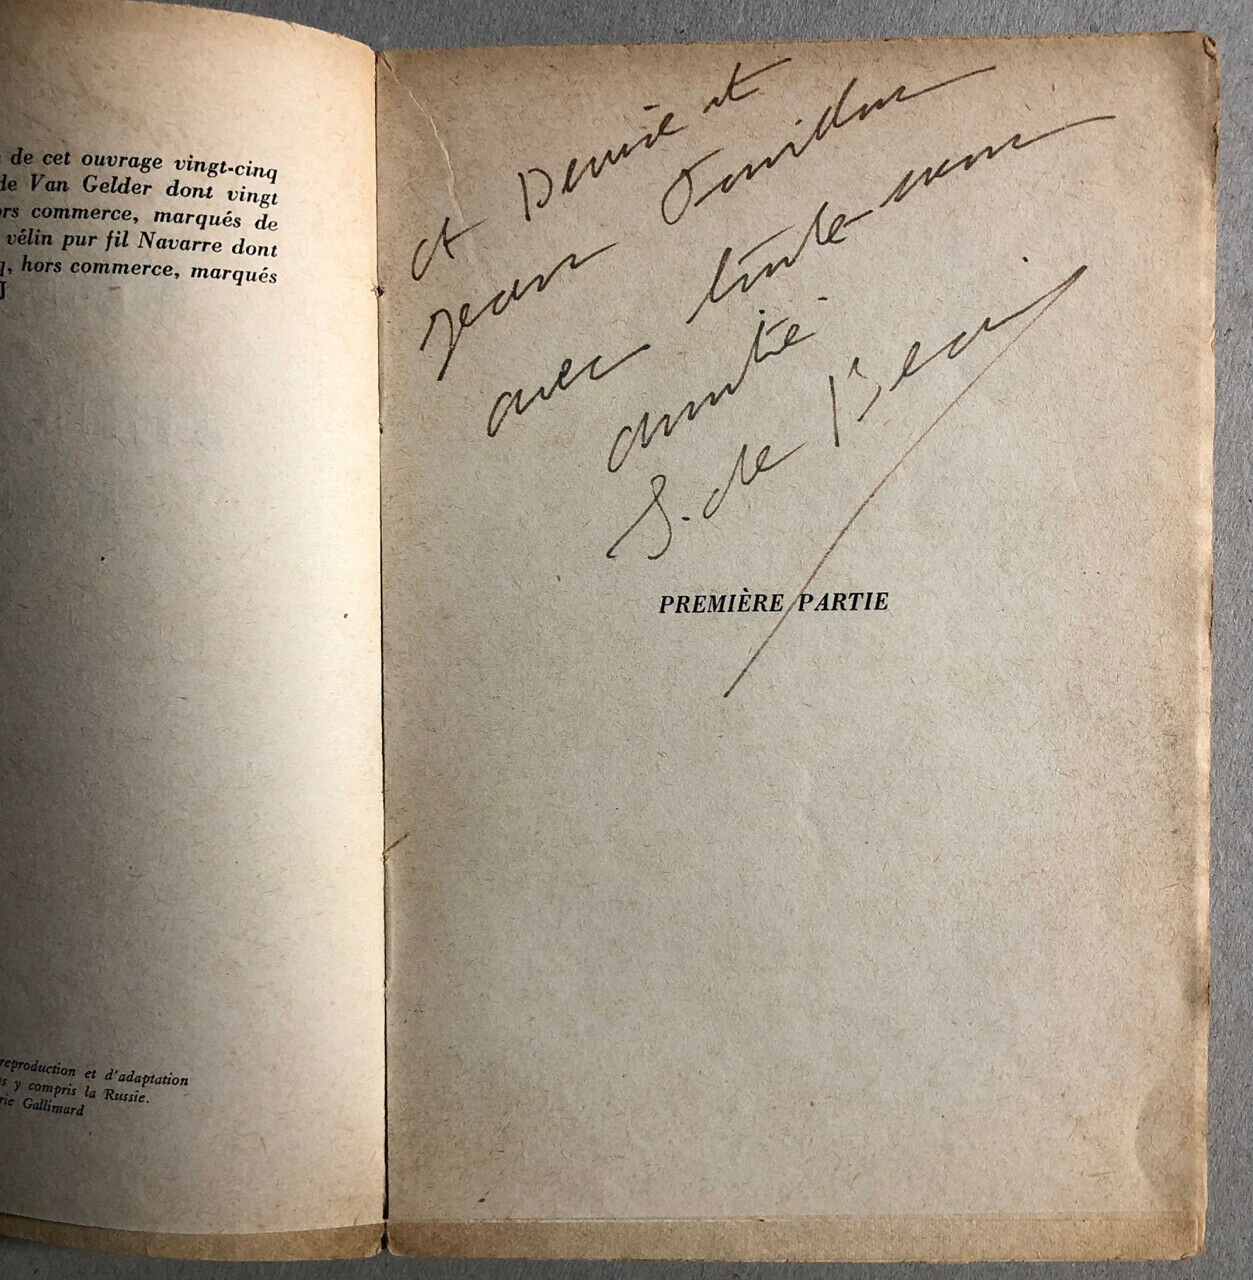 de cet ouvrage vingt-cinq
de Van Gelder dont vingt
ors commerce, marqués de
vélin pur fil Navarre dont
q, hors commerce, marqués
J
reproduction et d'adaptation
s y compris la Russie.
rie Gallimard
A Denise et
Jean
avec toute mon
amitié.
S. de Beauvoir
PREMIÈRE PARTIE